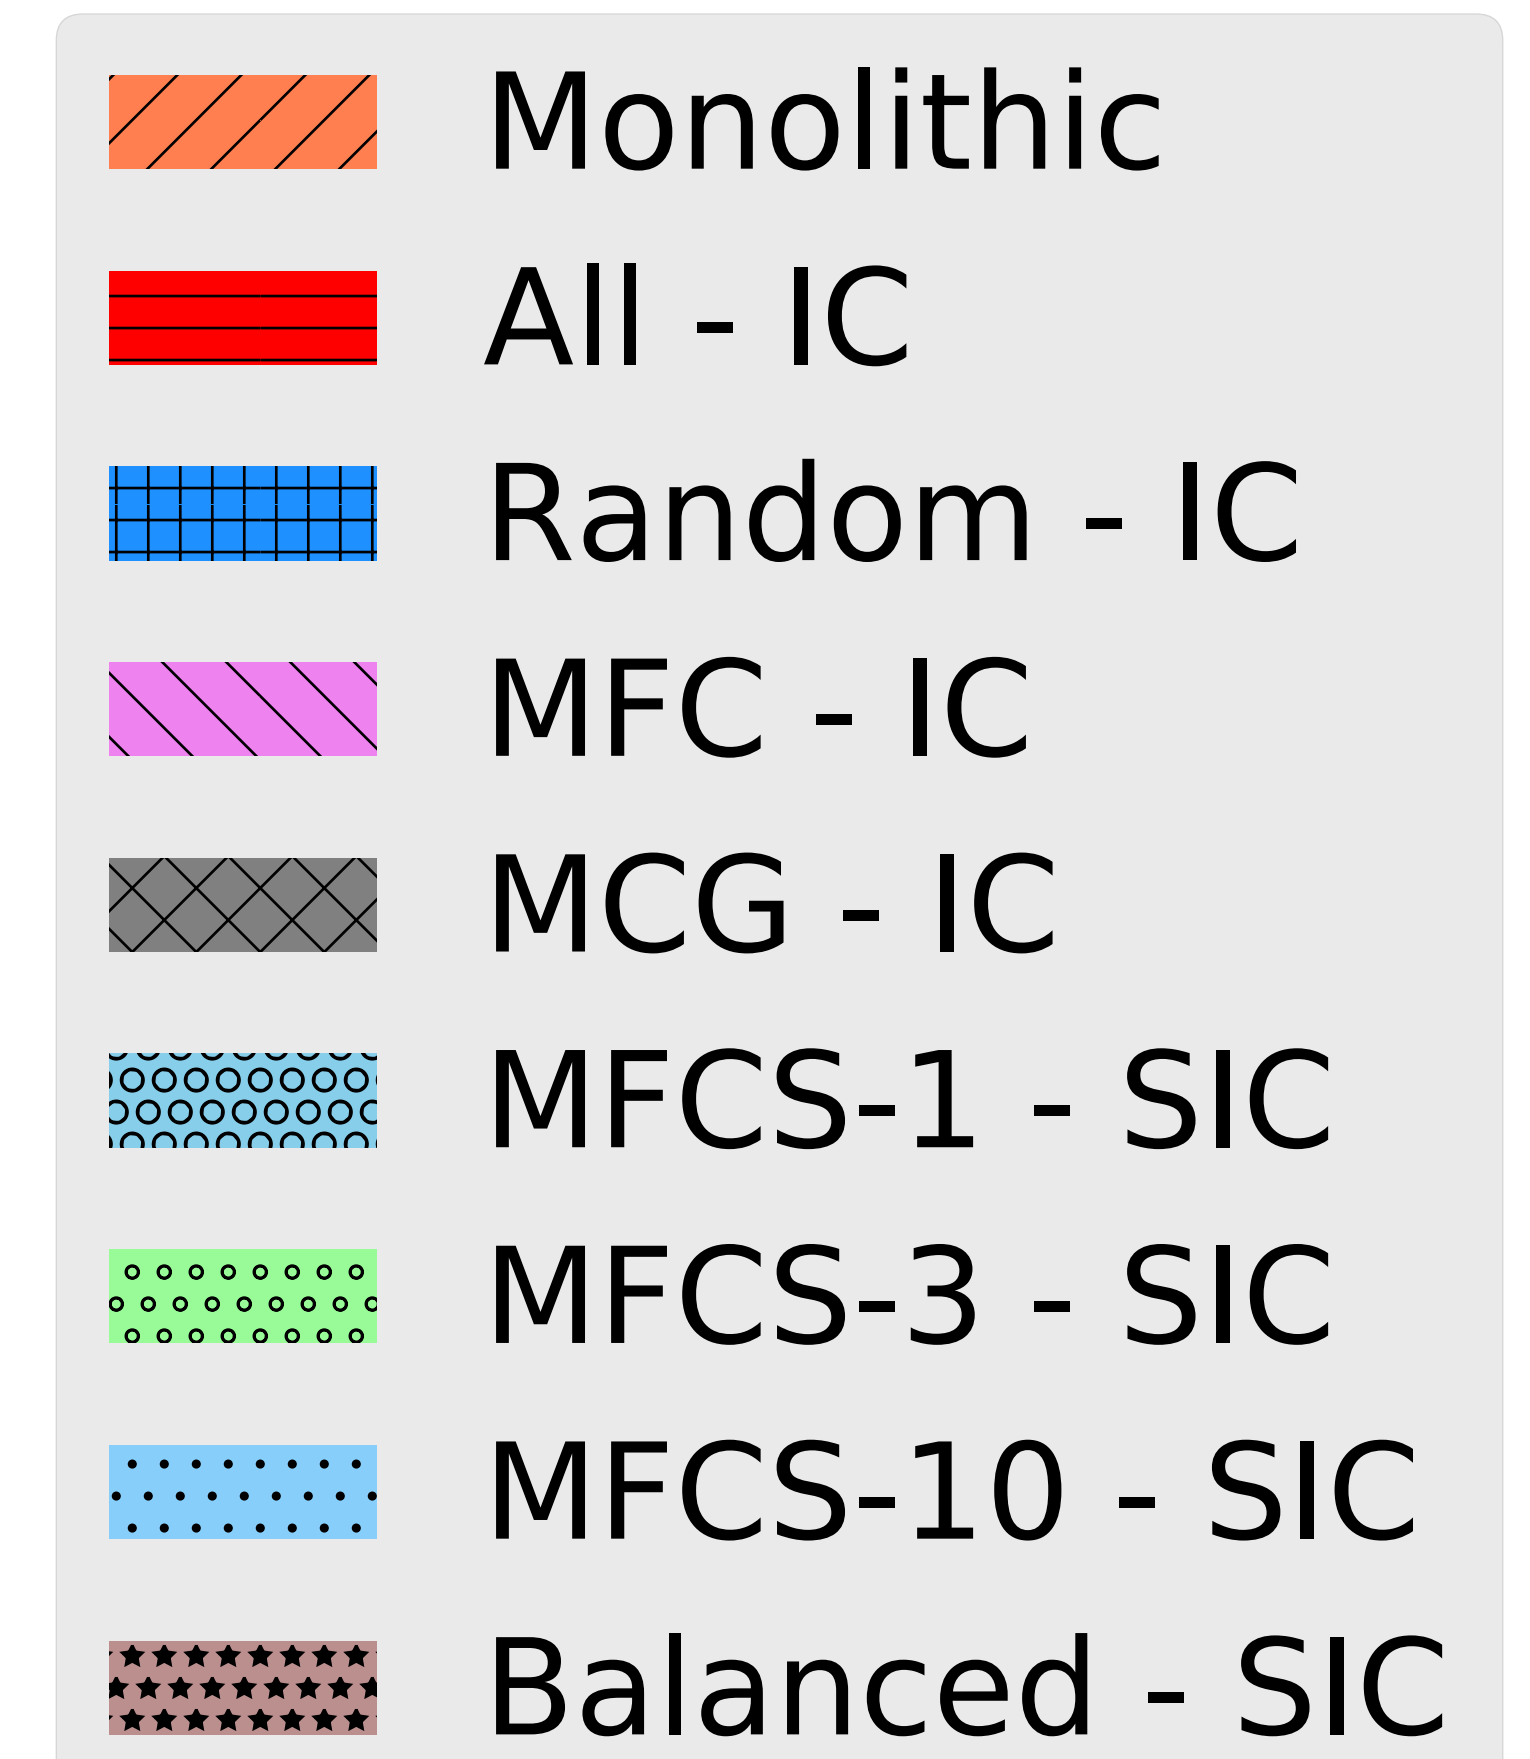 Monolithic
All - IC
Random - IC
MFC - IC
MCG - IC
MFCS-1 - SIC
MFCS-3 - SIC
MFCS-10 - SIC
Balanced - SIC